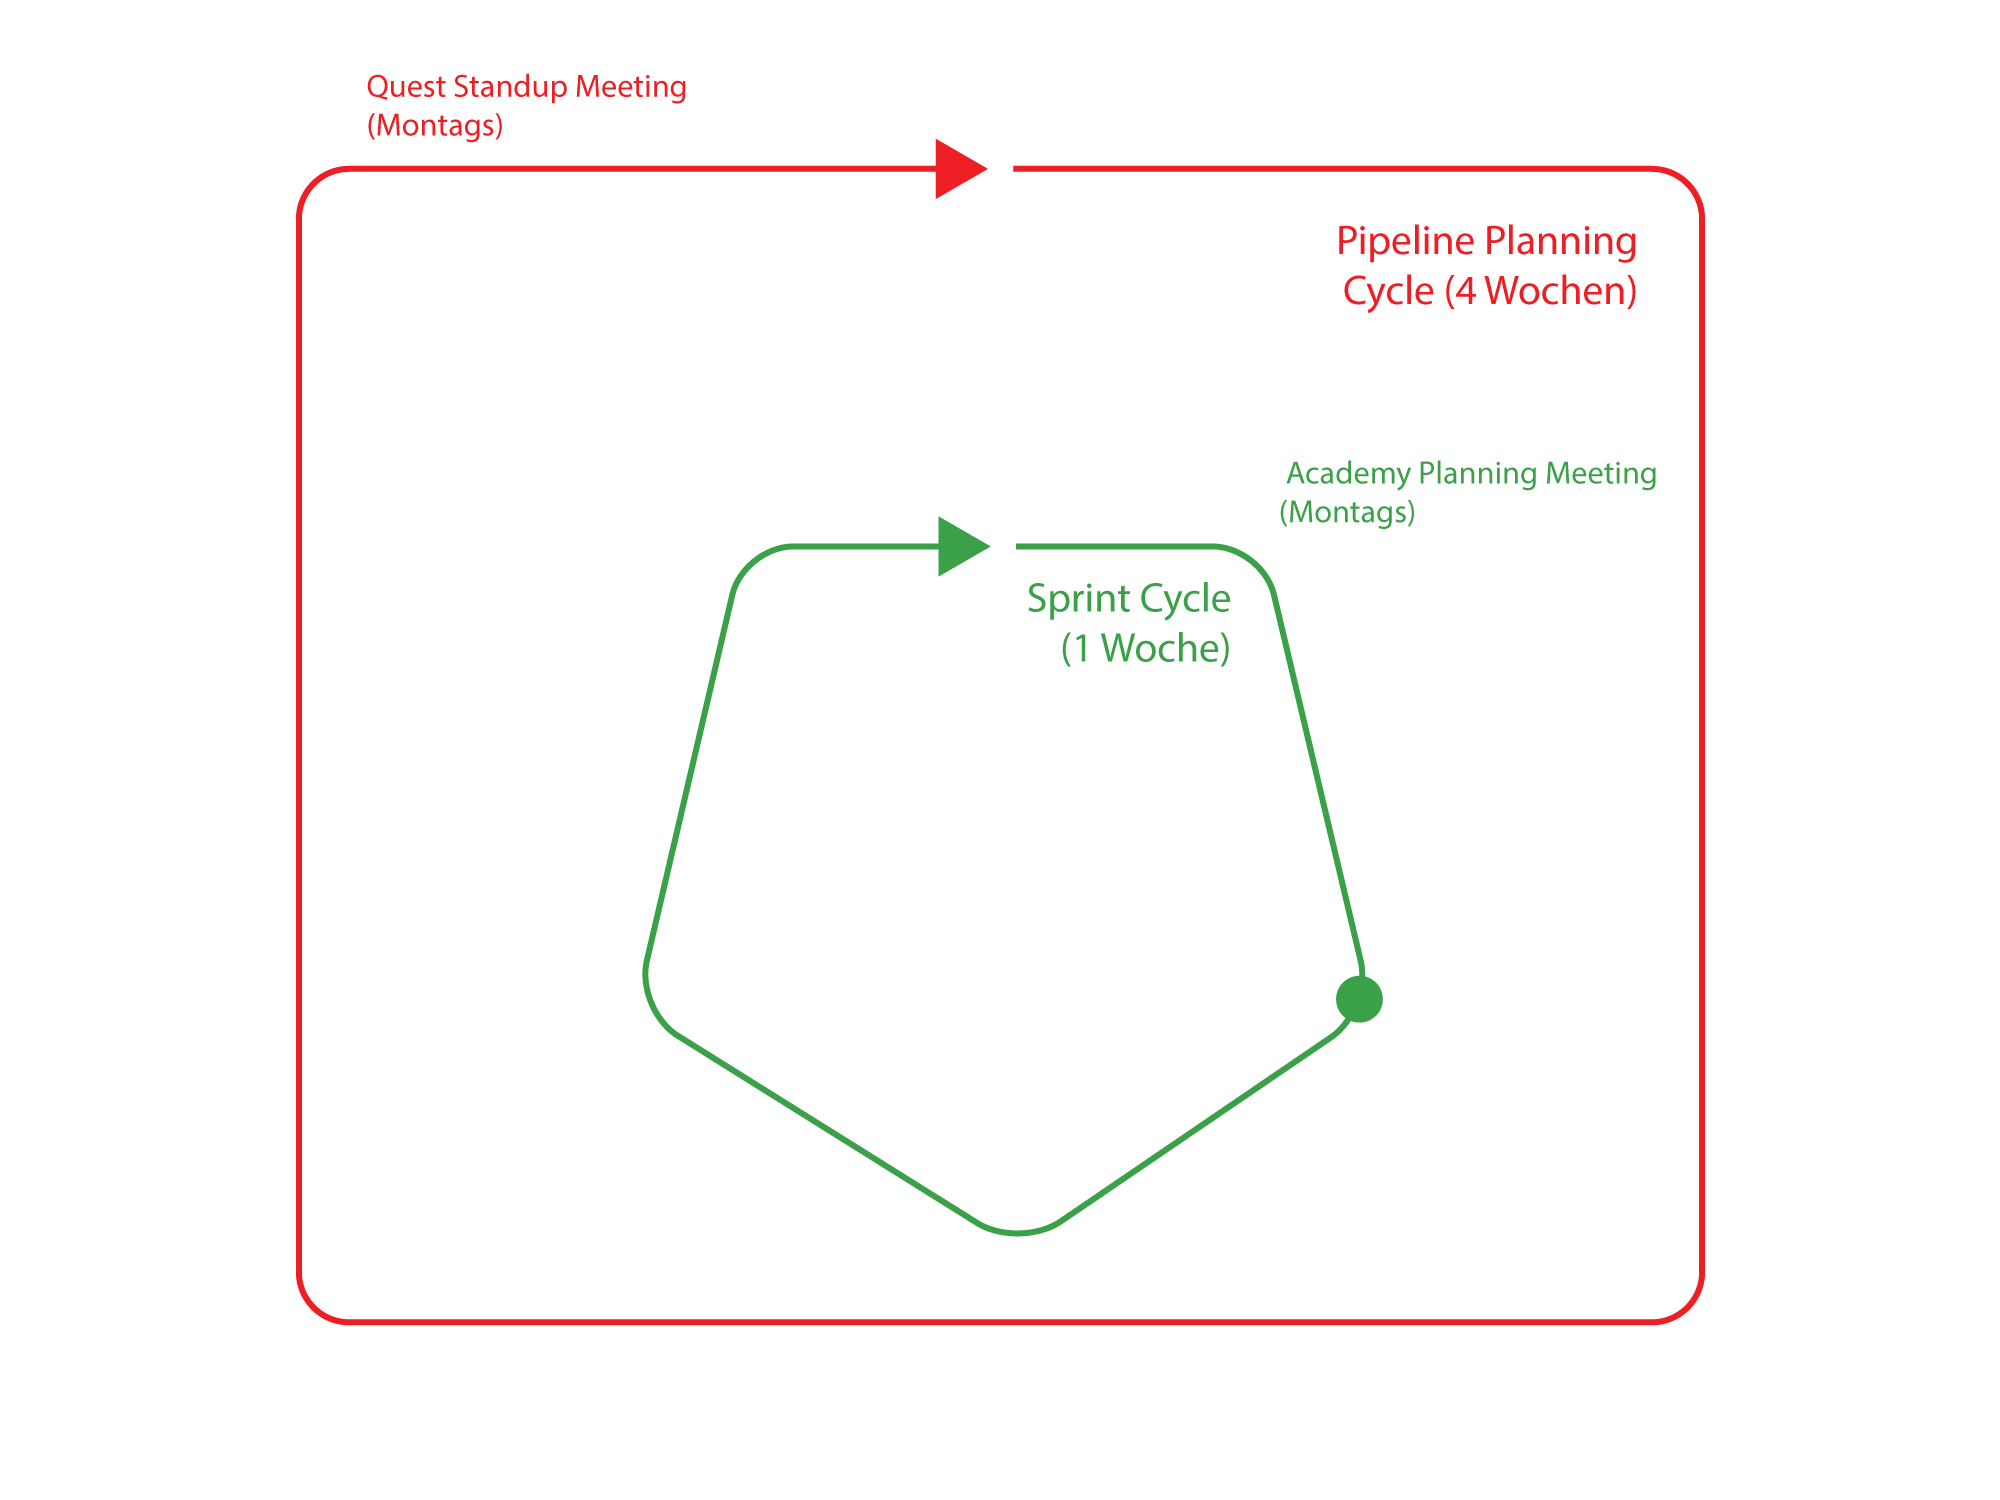 Quest Standup Meeting
(Montags)
Pipeline Planning
Cycle (4 Wochen)
Academy Planning Meeting
(Montags)
Sprint Cycle
(1 Woche)